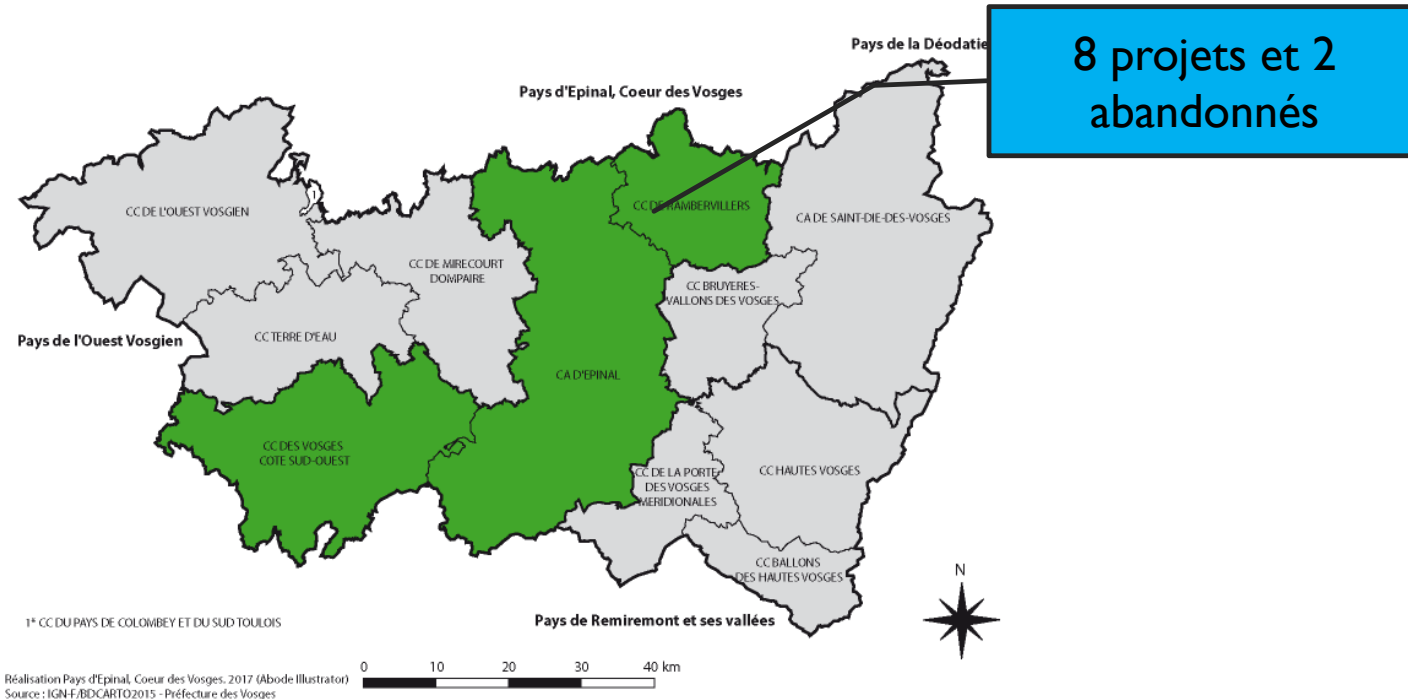 Pays de la Déodatie
8 projets et 2
abandonnés
Pays d'Epinal, Coeur des Vosges
CC DE L'OUEST VOSGIEN
1
CC DE RAMBERVILLERS
CA DE SAINT-DIE-DES-VOSGES
CC DE MIRECOURT
DOMPAIRE
CC BRUYERES-
VALLONS DES VOSGES
Pays de l'Ouest Vosgien
CC TERRE D'EAU
CA D'EPINAL
CC DES VOSGES
COTE SUD-OUEST
CC DE LA PORTE
DES VOSGES
MERIDIONALES
CC HAUTES VOSGES
CC BALLONS
DES HAUTES VOSGES
N
1* CC DU PAYS DE COLOMBEY ET DU SUD TOULOIS
Pays de Remiremont et ses vallées
0 10 20 30 40 km
Réalisation Pays d'Epinal, Coeur des Vosges. 2017 (Abode Illustrator)
Source : IGN-F/BDCARTO2015 - Préfecture des Vosges